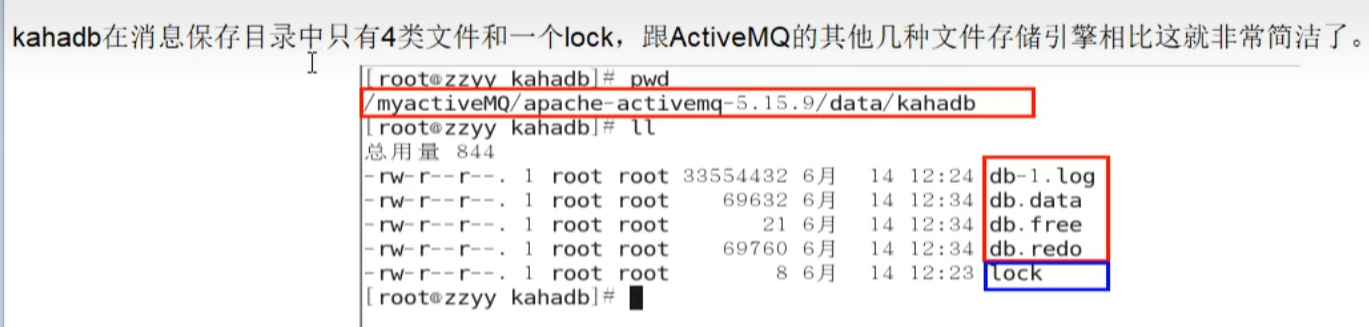 kahadb在消息保存目录中只有4类文件和一个lock，跟ActiveMQ的其他几种文件存储引擎相比这就非常简洁了。
[root@zzyy kahadb]# pwd
/myactiveMQ/apache-activemq-5.15.9/data/kahadb
[root@zzyy kahadb]# ll
总用量 844
-rw-r--r--. 1 root root 33554432 6月  14 12:24 db-1.log
-rw-r--r--. 1 root root    69632 6月  14 12:34 db.data
-rw-r--r--. 1 root root       21 6月  14 12:34 db.free
-rw-r--r--. 1 root root    69760 6月  14 12:34 db.redo
-rw-r--r--. 1 root root        8 6月  14 12:23 lock
[root@zzyy kahadb]#